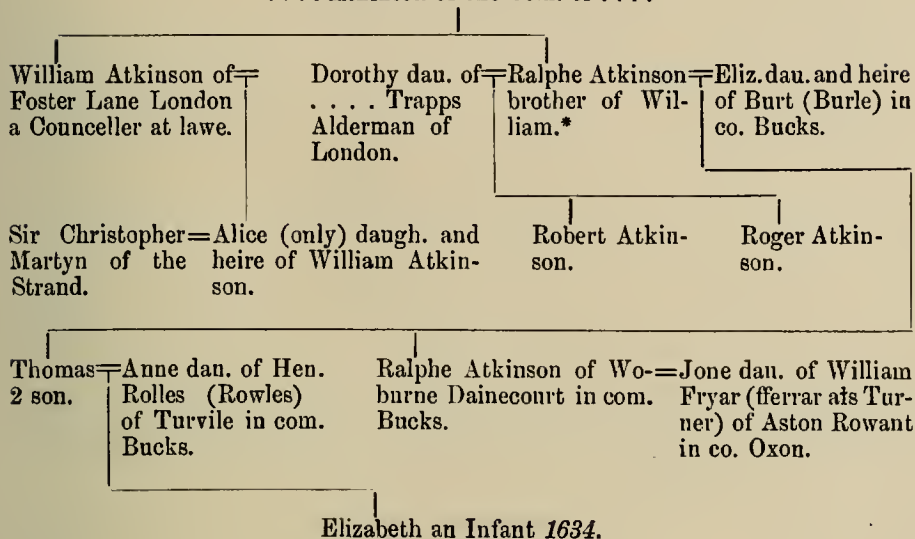 Atkinson of the
William Atkinson of
Foster Lane London
a Counceller at lawe.
Dorothy dau. of
. . . . Trapps
Alderman of
London.
Ralphe Atkinson
brother of Wil-
liam.*
Eliz. dau. and heire
of Burt (Burle) in
co. Bucks.
Sir Christopher
Martyn of the
Strand.
Alice (only) daugh. and
heire of William Atkin-
son.
Robert Atkin-
son.
Roger Atkin-
son.
Thomas
2 son.
Anne dau. of Hen.
Rolles (Rowles)
of Turvile in com.
Bucks.
Ralphe Atkinson of Wo-
burne Dainecourt in com.
Bucks.
Jone dau. of William
Fryar (fferrar ats Tur-
ner) of Aston Rowant
in co. Oxon.
Elizabeth an Infant 1634.